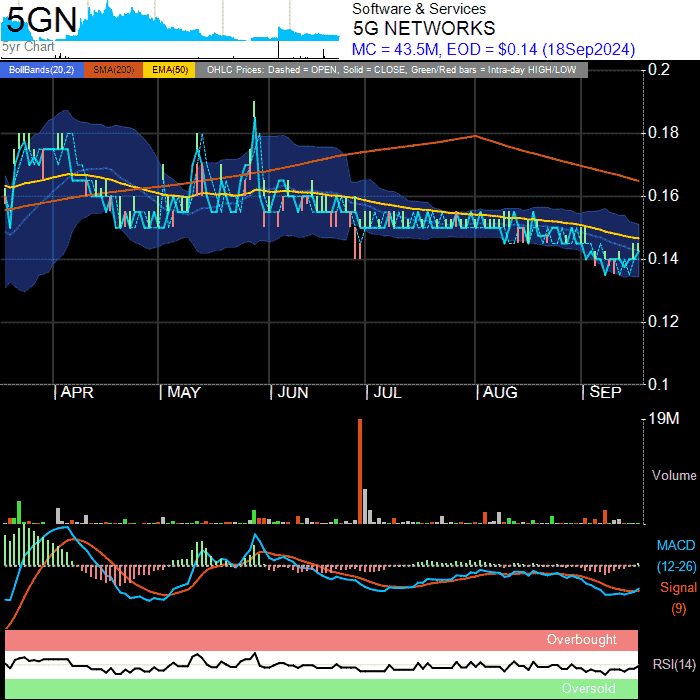 5GN
Software & Services
5G NETWORKS
5yr Chart
MC = 43.5M, EOD = $0.14 (18Sep2024)
BollBands(20,2) SMA(200) EMA(50) OHLC Prices: Dashed = OPEN, Solid = CLOSE, Green/Red bars = Intra-day HIGH/LOW
0.2
0.18
0.16
0.14
0.12
0.1
APR MAY JUN JUL AUG SEP
19M
Volume
MACD
(12-26)
Signal
(9)
Overbought
RSI(14)
Oversold